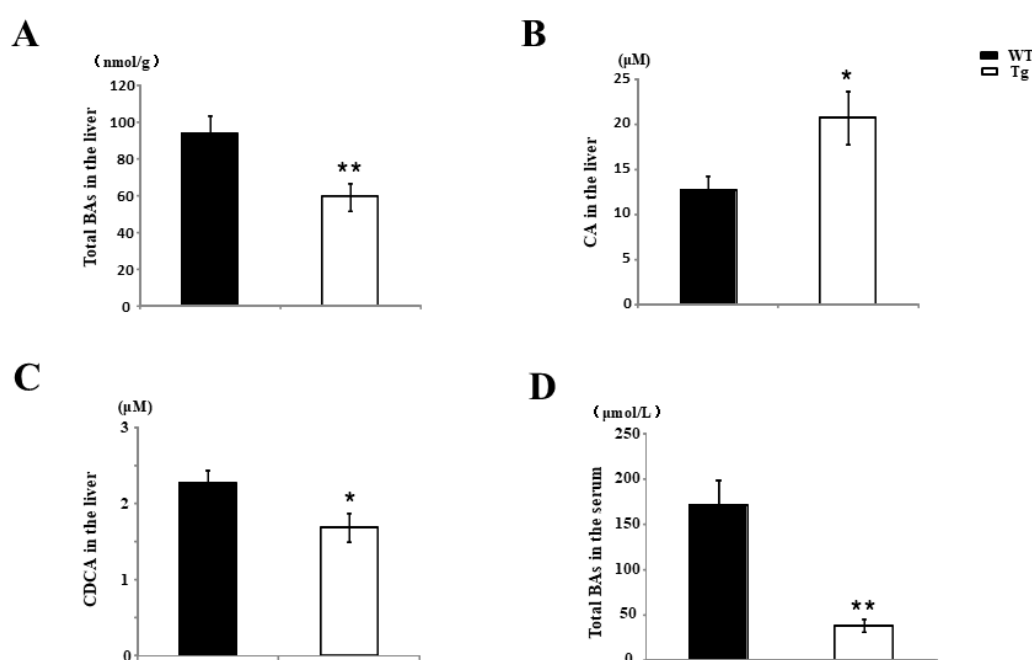 A
(nmol/g)
Total BAs in the liver
120
100
80
60
40
20
0
**
B
(μM)
CA in the liver
25
20
15
10
5
0
*
WT
Tg
C
(μM)
CDCA in the liver
3
2
1
0
*
D
(μmol/L)
Total BAs in the serum
250
200
150
100
50
0
**